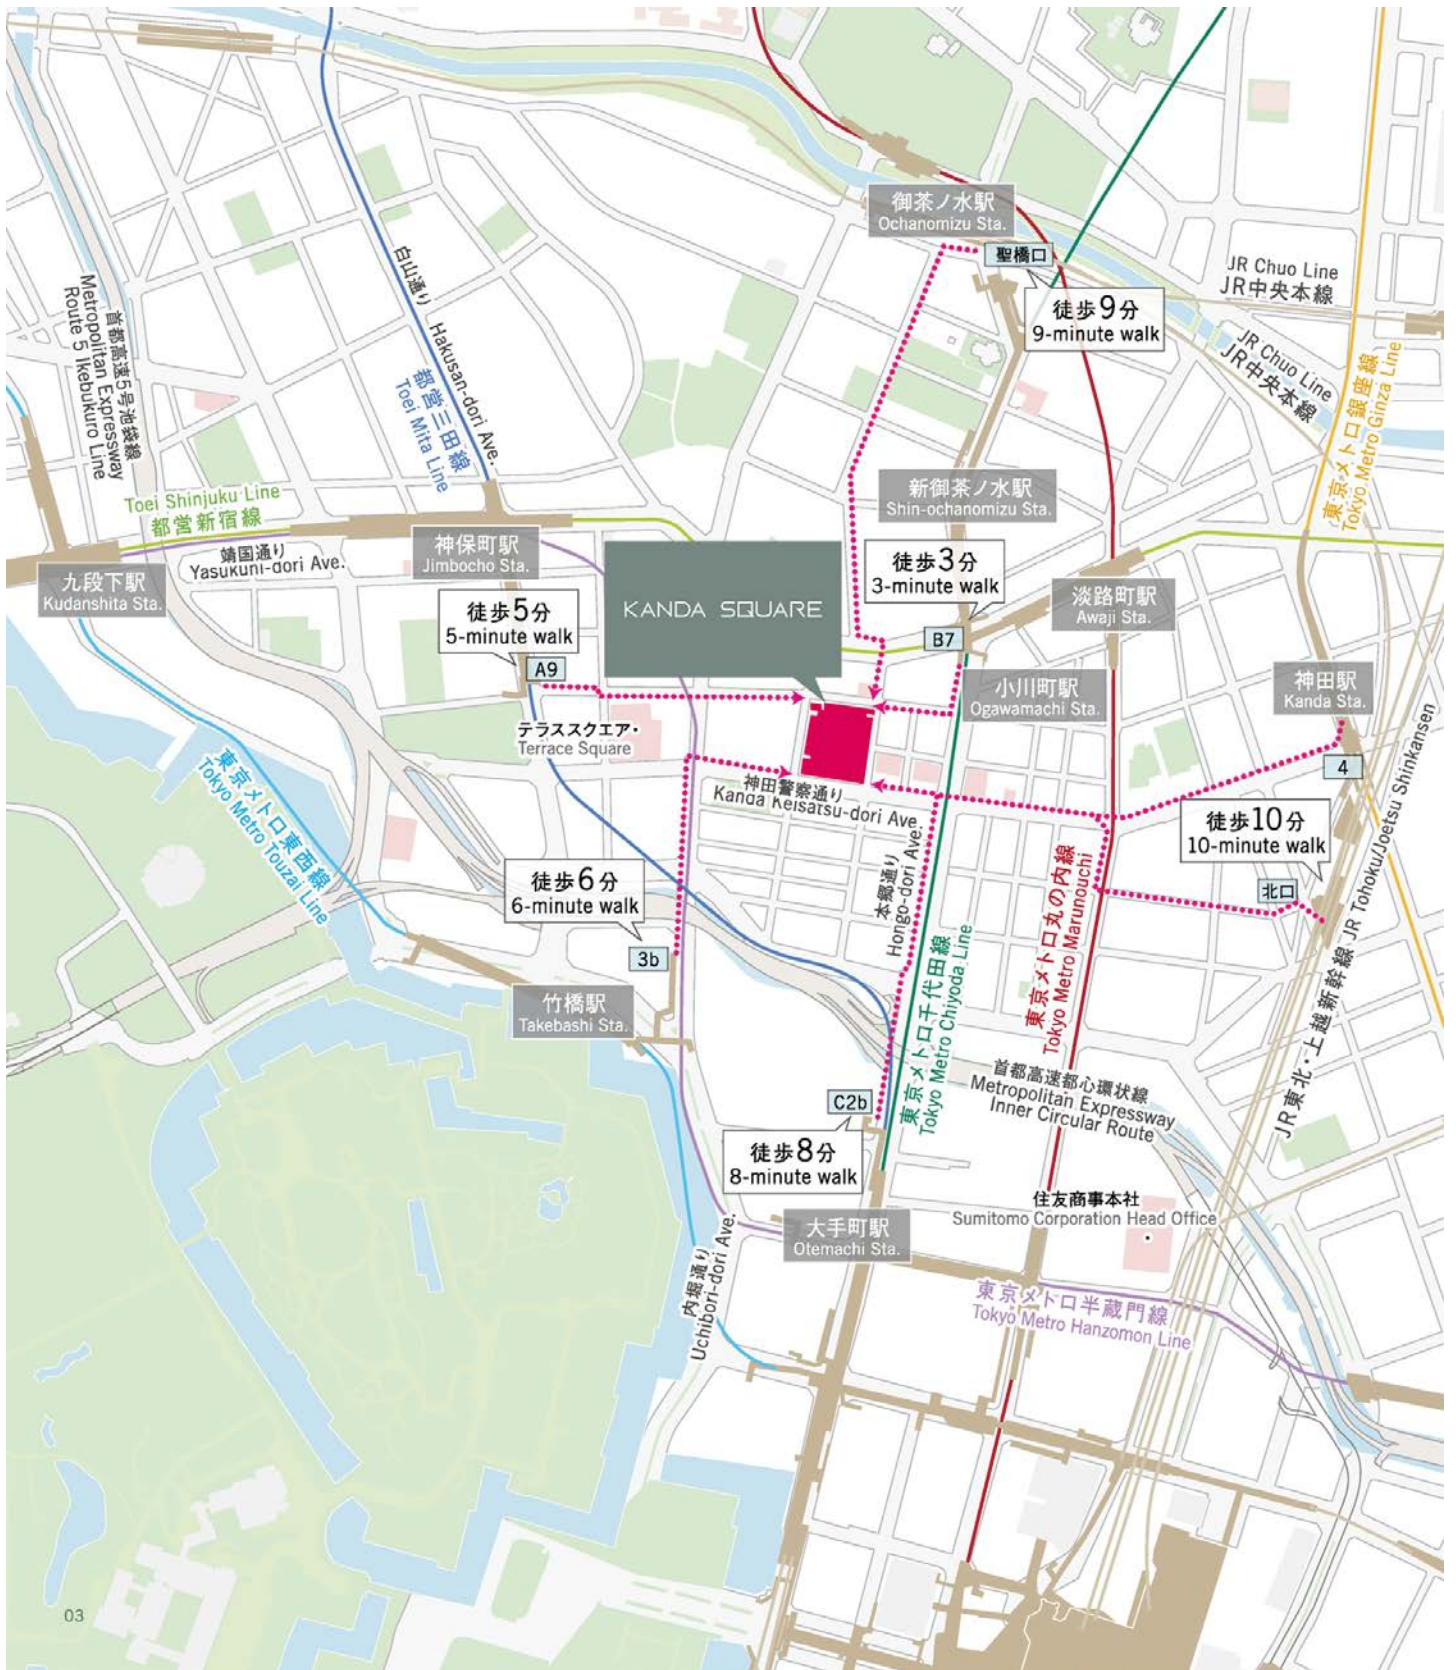 御茶ノ水駅
Ochanomizu Sta.
聖橋口
徒歩9分
9-minute walk
JR Chuo Line
JR中央本線
JR Chuo Line
JR中央本線
白山通り
Hakusan-dori Ave.
都営三田線
Toei Mita Line
首都高速5号池袋線
Metropolitan Expressway
Route 5 Ikebukuro Line
東京メトロ銀座線
Tokyo Metro Ginza Line
Toei Shinjuku Line
都営新宿線
靖国通り
Yasukuni-dori Ave.
新御茶ノ水駅
Shin-ochanomizu Sta.
神保町駅
Jimbocho Sta.
九段下駅
Kudanshita Sta.
徒歩3分
3-minute walk
淡路町駅
Awaji Sta.
KANDA SQUARE
徒歩5分
5-minute walk
B7
A9
小川町駅
Ogawamachi Sta.
神田駅
Kanda Sta.
テラススクエア・
Terrace Square
4
神田警察通り
Kanda Keisatsu-dori Ave.
東京メトロ東西線
Tokyo Metro Touzai Line
徒歩10分
10-minute walk
徒歩6分
6-minute walk
本郷通り
Hongo-dori Ave.
北口
3b
東京メトロ丸の内線
Tokyo Metro Marunouchi
東京メトロ千代田線
Tokyo Metro Chiyoda Line
JR東北・上越新幹線 JR Tohoku/Joetsu Shinkansen
竹橋駅
Takebashi Sta.
首都高速都心環状線
Metropolitan Expressway
Inner Circular Route
C2b
徒歩8分
8-minute walk
住友商事本社
Sumitomo Corporation Head Office
大手町駅
Otemachi Sta.
内堀通り
Uchibori-dori Ave.
東京メトロ半蔵門線
Tokyo Metro Hanzomon Line
03